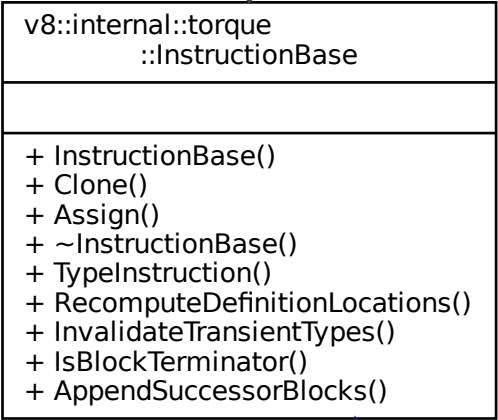 v8::internal::torque
::InstructionBase
+ InstructionBase()
+ Clone()
+ Assign()
+ ~InstructionBase()
+ TypeInstruction()
+ RecomputeDefinitionLocations()
+ InvalidateTransientTypes()
+ IsBlockTerminator()
+ AppendSuccessorBlocks()